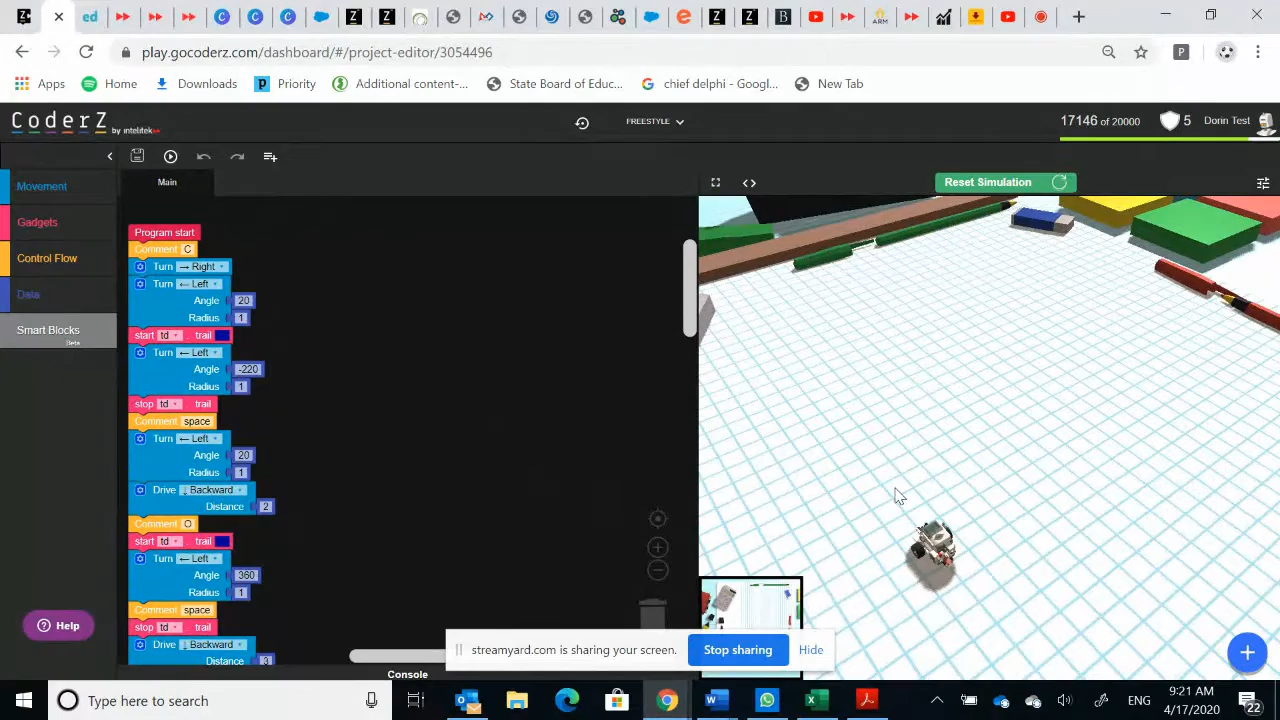 play.gocoderz.com/dashboard/#/project-editor/3054496
Apps
Home
Downloads
Priority
Additional content-...
State Board of Educ...
chief delphi - Googl...
New Tab
CoderZ by intelitek
FREESTYLE
17146 of 20000
5
Dorin Test
Movement
Gadgets
Control Flow
Data
Smart Blocks
Beta
Help
Main
Program start
Comment C
Turn → Right
Turn ← Left
Angle 20
Radius 1
start td . trail
Turn ← Left
Angle -220
Radius 1
stop td . trail
Comment space
Turn ← Left
Angle 20
Radius 1
Drive ↓ Backward
Distance 2
Comment O
start td . trail
Turn ← Left
Angle 360
Radius 1
Comment space
stop td . trail
Drive ↓ Backward
Distance 3
Console
Reset Simulation
streamyard.com is sharing your screen.
Stop sharing
Hide
Type here to search
ENG
9:21 AM
4/17/2020
22